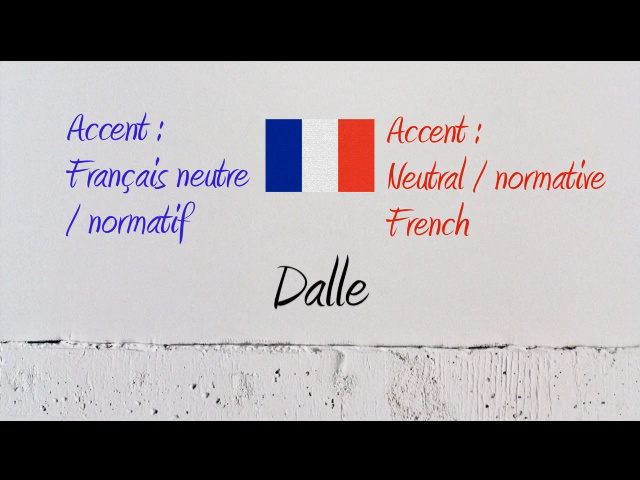 Accent :
Français neutre
/ normatif
Accent :
Neutral / normative
French
Dalle